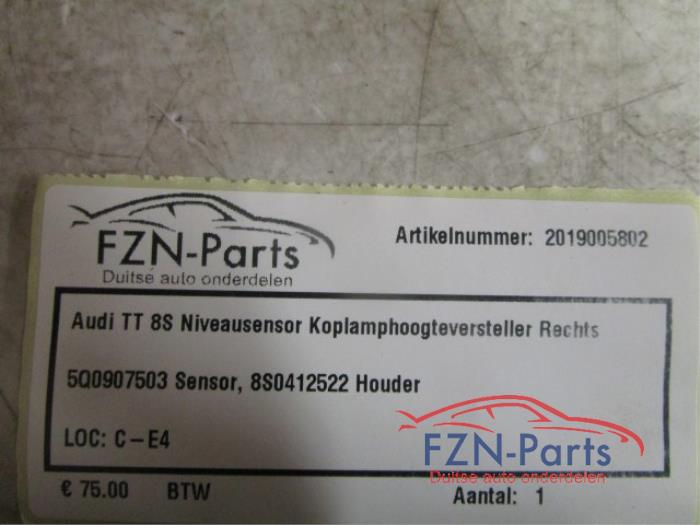 FZN-Parts
Duitse auto onderdelen
Artikelnummer: 2019005802
Audi TT 8S Niveausensor Koplamphoogteversteller Rechts
5Q0907503 Sensor, 8S0412522 Houder
LOC: C-E4
€ 75.00 BTW
Aantal: 1
FZN-Parts
Duitse auto onderdelen